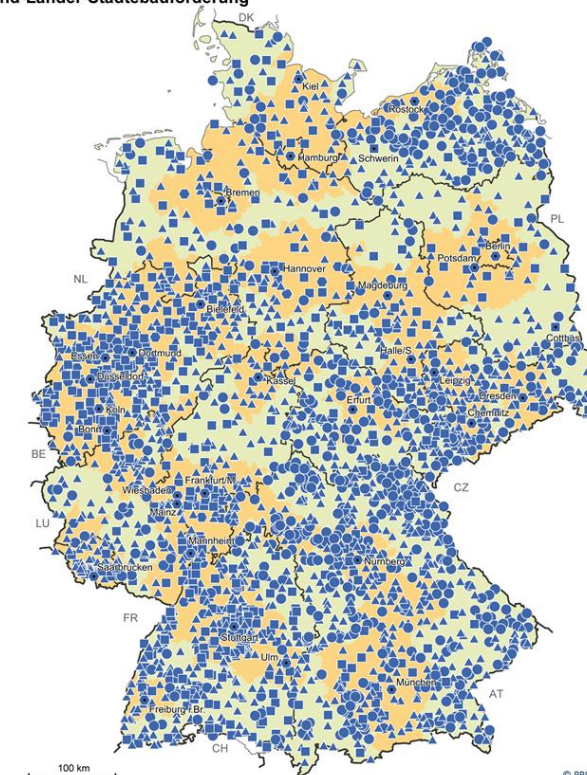 nd-Länder-Städtebauförderung
DK
Kiel
Rostock
Hamburg
Schwerin
Bremen
PL
Berlin
Potsdam
NL
Hannover
Magdeburg
Bielefeld
Cottbus
Essen
Dortmund
Halle/S.
Düsseldorf
Kassel
Leipzig
Dresden
Köln
Erfurt
Chemnitz
Bonn
BE
Wiesbaden
Frankfurt/M.
CZ
LU
Mainz
Mannheim
Nürnberg
Saarbrücken
FR
Stuttgart
Ulm
München
AT
Freiburg i.Br.
CH
100 km